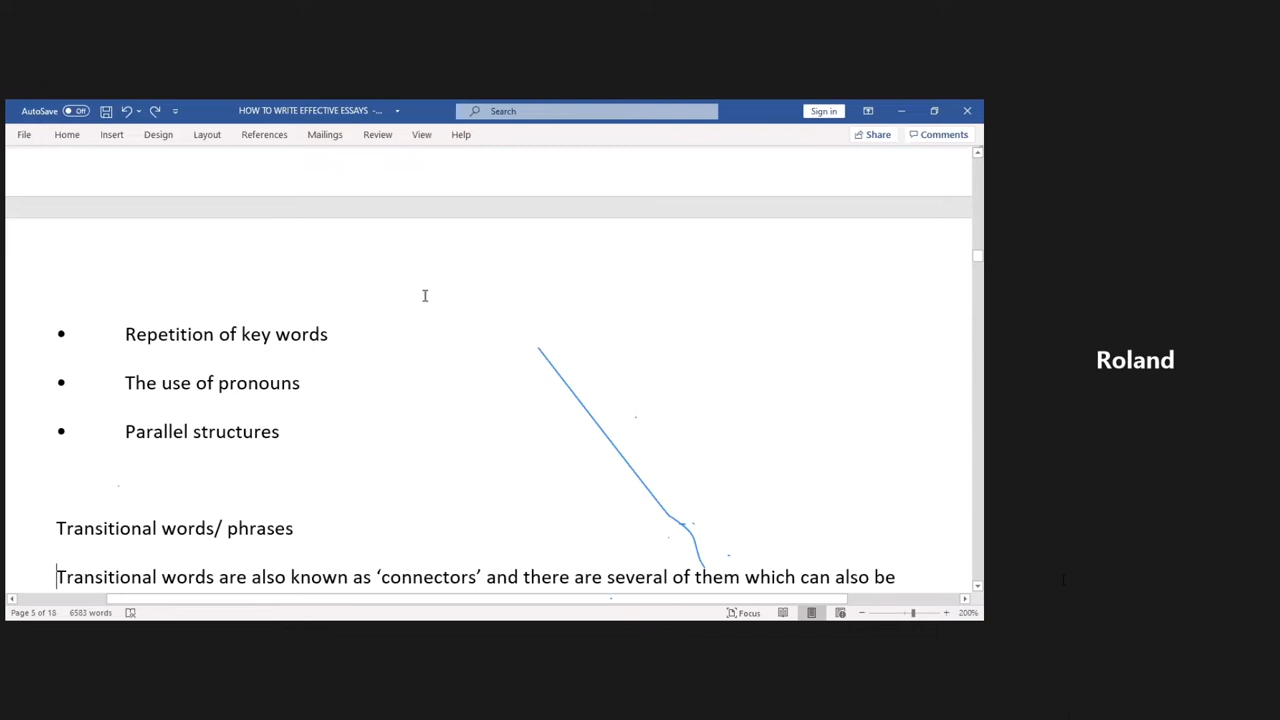 AutoSave Off HOW TO WRITE EFFECTIVE ESSAYS -... Search Sign in
File Home Insert Design Layout References Mailings Review View Help Share Comments
• Repetition of key words
Roland
• The use of pronouns
• Parallel structures
Transitional words/ phrases
Transitional words are also known as ‘connectors’ and there are several of them which can also be
Page 5 of 18 6583 words Focus 200%